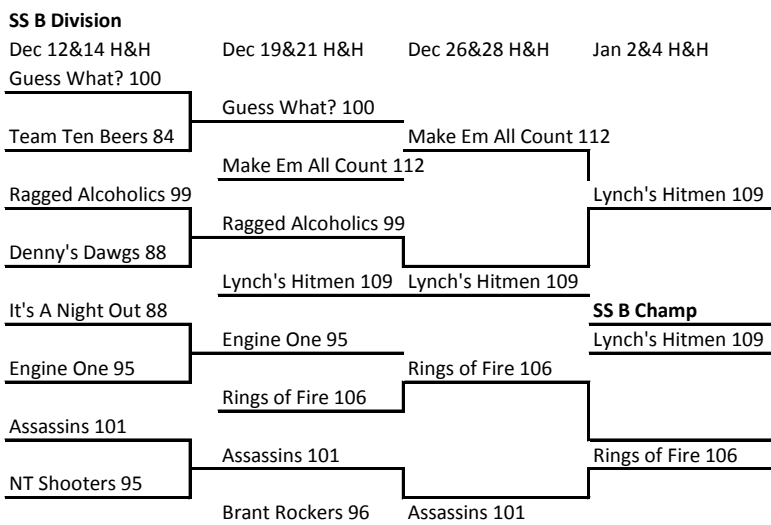 SS B Division
Dec 12&14 H&H Dec 19&21 H&H Dec 26&28 H&H Jan 2&4 H&H
Guess What? 100
Guess What? 100
Team Ten Beers 84 Make Em All Count 112
Make Em All Count 112
Ragged Alcoholics 99 Lynch's Hitmen 109
Ragged Alcoholics 99
Denny's Dawgs 88
Lynch's Hitmen 109 Lynch's Hitmen 109
It's A Night Out 88 SS B Champ
Engine One 95 Lynch's Hitmen 109
Engine One 95 Rings of Fire 106
Rings of Fire 106
Assassins 101
Assassins 101 Rings of Fire 106
NT Shooters 95
Brant Rockers 96 Assassins 101